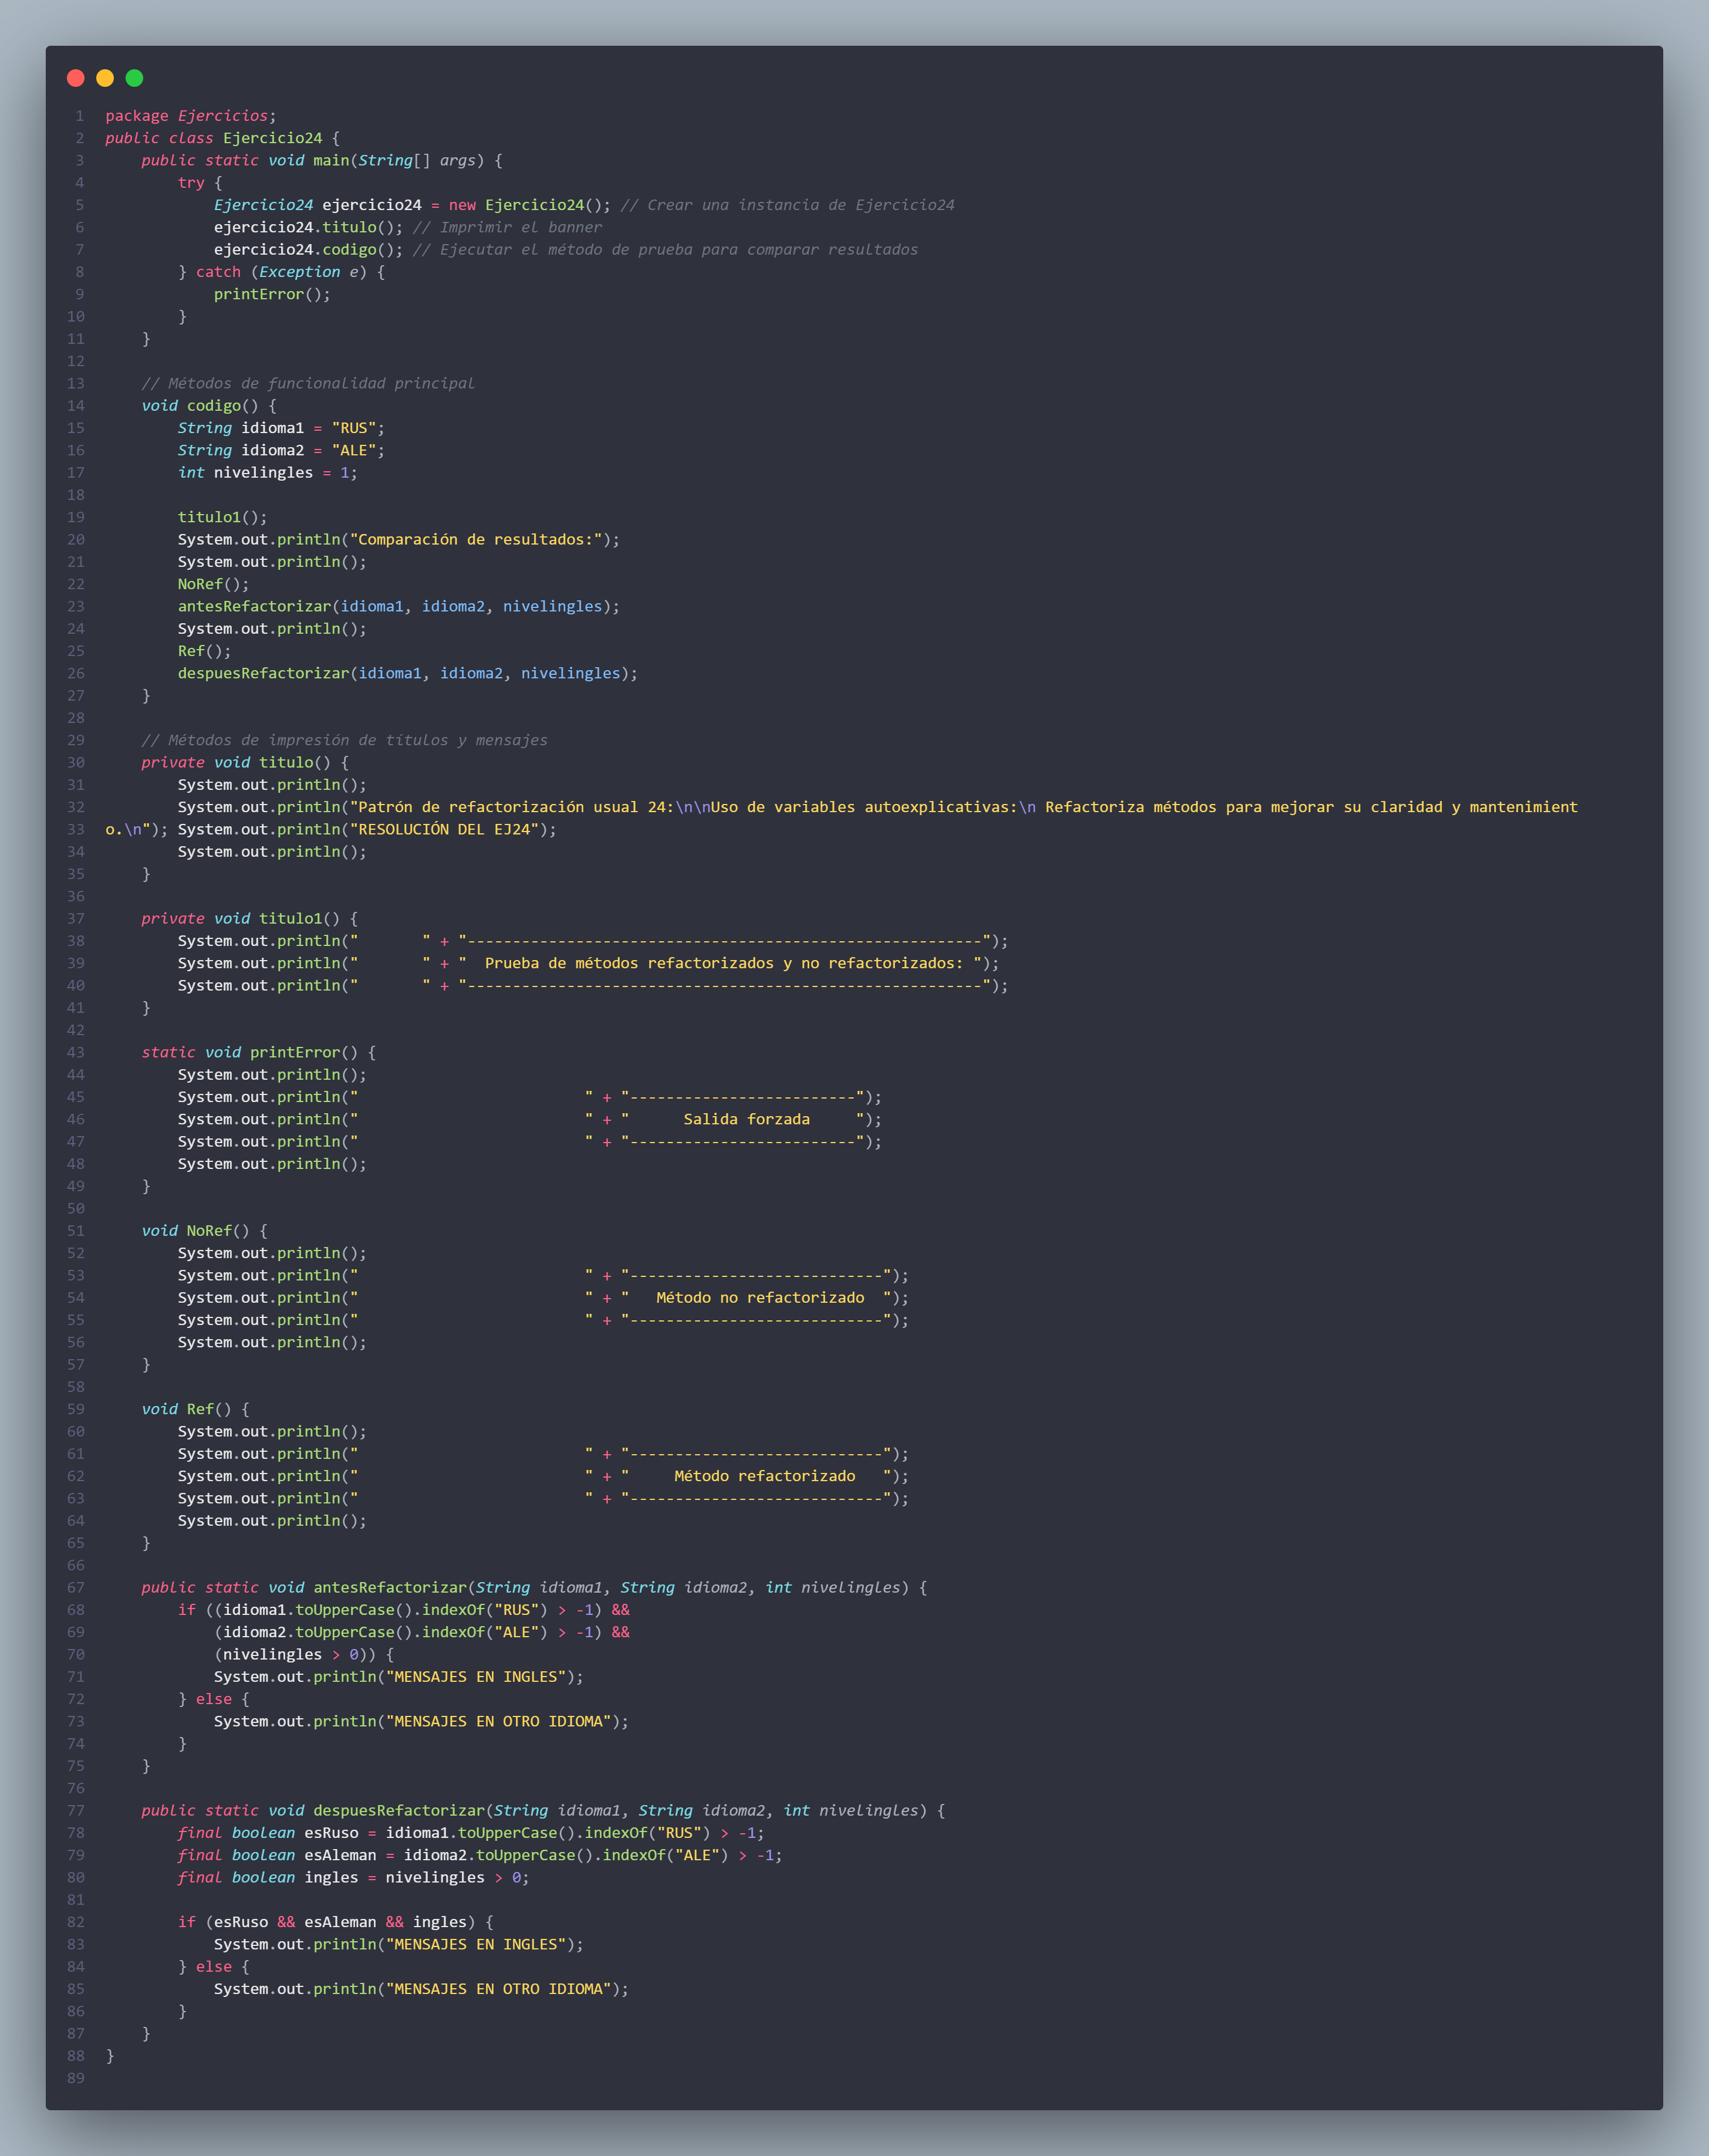 1 package Ejercicios;
2 public class Ejercicio24 {
3     public static void main(String[] args) {
4         try {
5             Ejercicio24 ejercicio24 = new Ejercicio24(); // Crear una instancia de Ejercicio24
6             ejercicio24.titulo(); // Imprimir el banner
7             ejercicio24.codigo(); // Ejecutar el método de prueba para comparar resultados
8         } catch (Exception e) {
9             printError();
10         }
11     }
12
13     // Métodos de funcionalidad principal
14     void codigo() {
15         String idioma1 = "RUS";
16         String idioma2 = "ALE";
17         int nivelingles = 1;
18
19         titulo1();
20         System.out.println("Comparación de resultados:");
21         System.out.println();
22         NoRef();
23         antesRefactorizar(idioma1, idioma2, nivelingles);
24         System.out.println();
25         Ref();
26         despuesRefactorizar(idioma1, idioma2, nivelingles);
27     }
28
29     // Métodos de impresión de títulos y mensajes
30     private void titulo() {
31         System.out.println();
32         System.out.println("Patrón de refactorización usual 24:\n\nUso de variables autoexplicativas:\n Refactoriza métodos para mejorar su claridad y mantenimient
33 o.\n"); System.out.println("RESOLUCIÓN DEL EJ24");
34         System.out.println();
35     }
36
37     private void titulo1() {
38         System.out.println("       " + "---------------------------------------------------------");
39         System.out.println("       " + "  Prueba de métodos refactorizados y no refactorizados: ");
40         System.out.println("       " + "---------------------------------------------------------");
41     }
42
43     static void printError() {
44         System.out.println();
45         System.out.println("                         " + "-------------------------");
46         System.out.println("                         " + "      Salida forzada     ");
47         System.out.println("                         " + "-------------------------");
48         System.out.println();
49     }
50
51     void NoRef() {
52         System.out.println();
53         System.out.println("                         " + "----------------------------");
54         System.out.println("                         " + "   Método no refactorizado  ");
55         System.out.println("                         " + "----------------------------");
56         System.out.println();
57     }
58
59     void Ref() {
60         System.out.println();
61         System.out.println("                         " + "----------------------------");
62         System.out.println("                         " + "     Método refactorizado   ");
63         System.out.println("                         " + "----------------------------");
64         System.out.println();
65     }
66
67     public static void antesRefactorizar(String idioma1, String idioma2, int nivelingles) {
68         if ((idioma1.toUpperCase().indexOf("RUS") > -1) &&
69             (idioma2.toUpperCase().indexOf("ALE") > -1) &&
70             (nivelingles > 0)) {
71             System.out.println("MENSAJES EN INGLES");
72         } else {
73             System.out.println("MENSAJES EN OTRO IDIOMA");
74         }
75     }
76
77     public static void despuesRefactorizar(String idioma1, String idioma2, int nivelingles) {
78         final boolean esRuso = idioma1.toUpperCase().indexOf("RUS") > -1;
79         final boolean esAleman = idioma2.toUpperCase().indexOf("ALE") > -1;
80         final boolean ingles = nivelingles > 0;
81
82         if (esRuso && esAleman && ingles) {
83             System.out.println("MENSAJES EN INGLES");
84         } else {
85             System.out.println("MENSAJES EN OTRO IDIOMA");
86         }
87     }
88 }
89